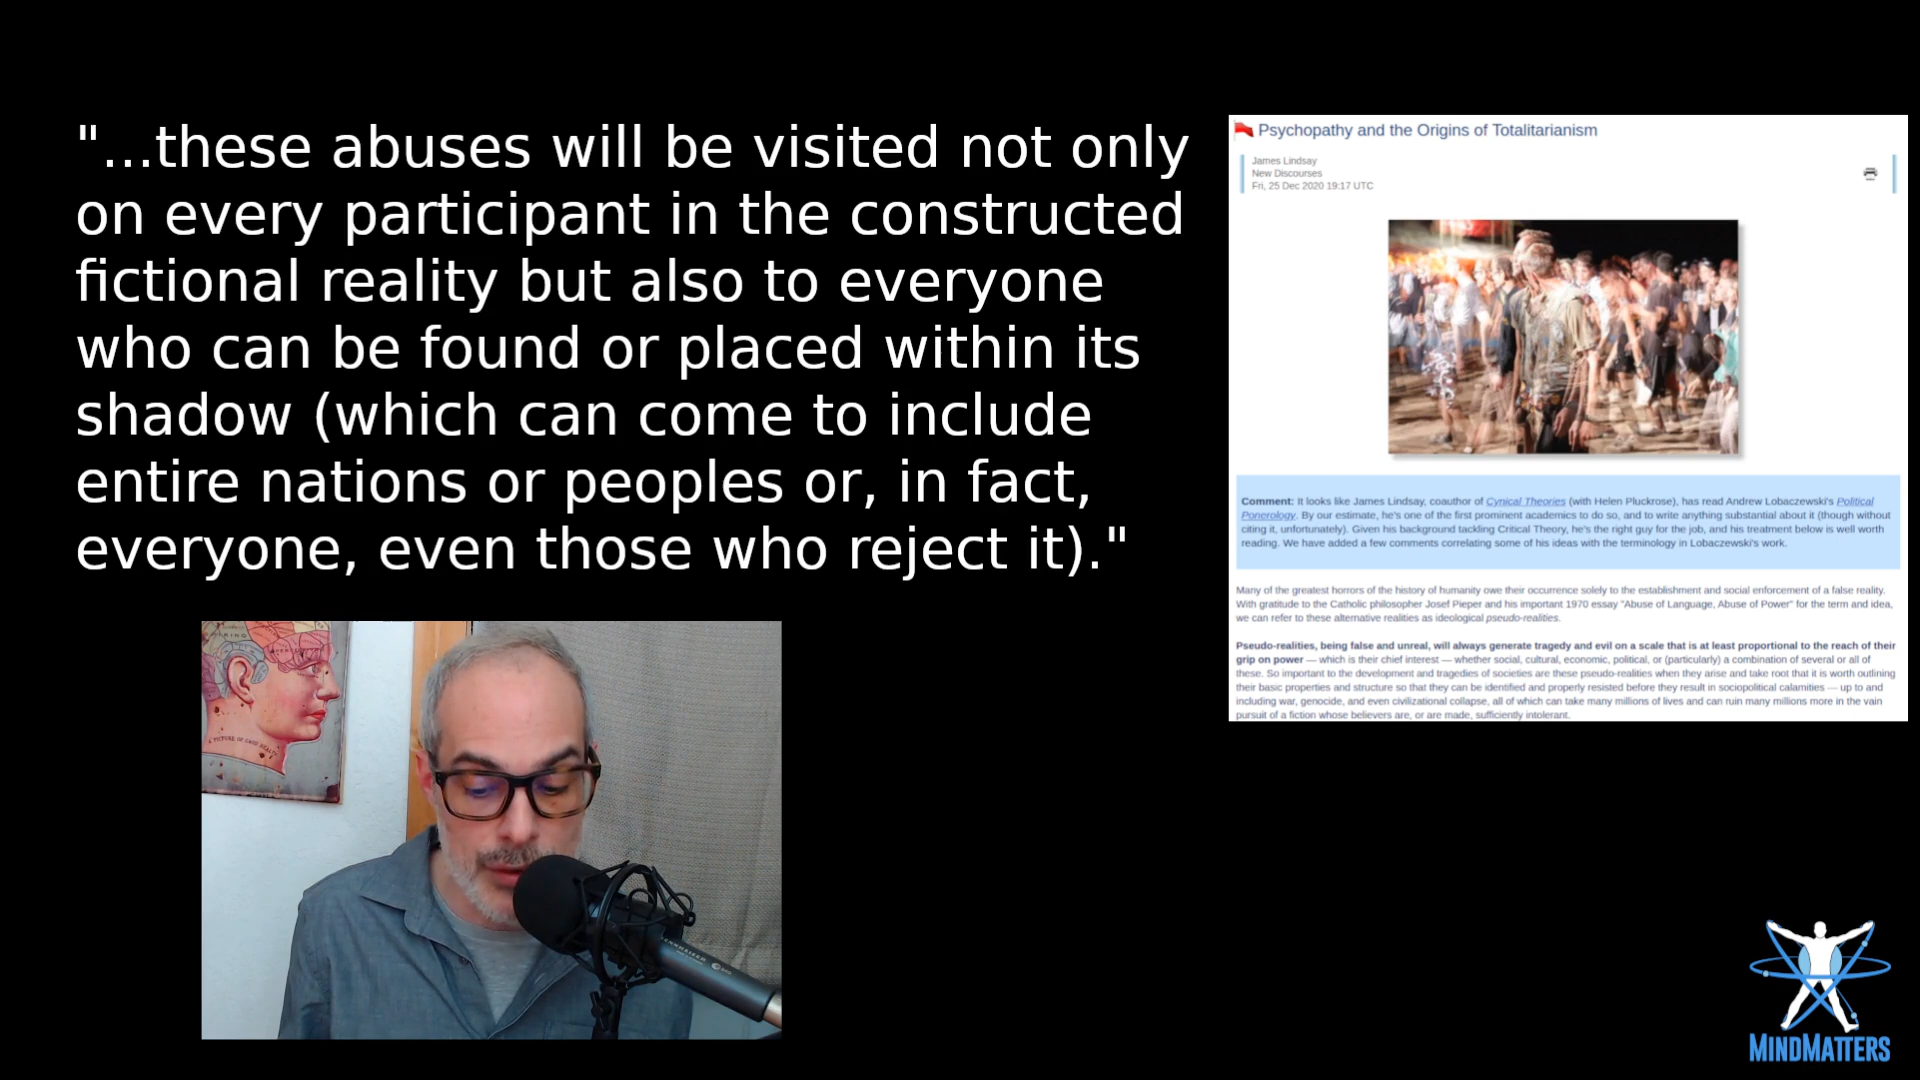 "...these abuses will be visited not only
on every participant in the constructed
fictional reality but also to everyone
who can be found or placed within its
shadow (which can come to include
entire nations or peoples or, in fact,
everyone, even those who reject it)."
Psychopathy and the Origins of Totalitarianism
James Lindsay
New Discourses
Fri, 25 Dec 2020 19:17 UTC
Comment: It looks like James Lindsay, coauthor of Cynical Theories (with Helen Pluckrose), has read Andrew Lobaczewski's Political
Ponerology. By our estimate, he's one of the first prominent academics to do so, and to write anything substantial about it (though without
citing it, unfortunately). Given his background tackling Critical Theory, he's the right guy for the job, and his treatment below is well worth
reading. We have added a few comments correlating some of his ideas with the terminology in Lobaczewski's work.
Many of the greatest horrors of the history of humanity owe their occurrence solely to the establishment and social enforcement of a false reality.
With gratitude to the Catholic philosopher Josef Pieper and his important 1970 essay "Abuse of Language, Abuse of Power" for the term and idea,
we can refer to these alternative realities as ideological pseudo-realities.
Pseudo-realities, being false and unreal, will always generate tragedy and evil on a scale that is at least proportional to the reach of their
grip on power — which is their chief interest — whether social, cultural, economic, political, or (particularly) a combination of several or all of
these. So important to the development and tragedies of societies are these pseudo-realities when they arise and take root that it is worth outlining
their basic properties and structure so that they can be identified and properly resisted before they result in sociopolitical calamities — up to and
including war, genocide, and even civilizational collapse, all of which can take many millions of lives and can ruin many millions more in the vain
pursuit of a fiction whose believers are, or are made, sufficiently intolerant.
A PICTURE OF GOOD HEALTH
SENNHEISER
MINDMATTERS